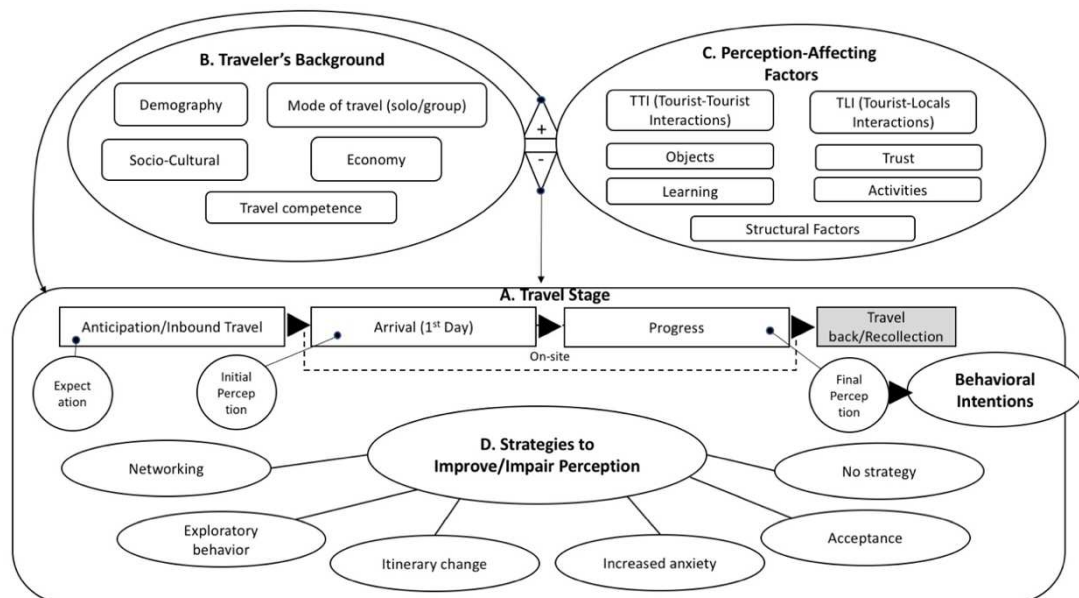 B. Traveler's Background
Demography
Mode of travel (solo/group)
Socio-Cultural
Economy
Travel competence
+
-
C. Perception-Affecting
Factors
TTI (Tourist-Tourist
Interactions)
TLI (Tourist-Locals
Interactions)
Objects
Trust
Learning
Activities
Structural Factors
A. Travel Stage
Anticipation/Inbound Travel
Arrival (1st Day)
Progress
Travel
back/Recollection
On-site
Expect
ation
Initial
Percep
tion
Final
Percep
tion
Behavioral
Intentions
D. Strategies to
Improve/Impair Perception
Networking
No strategy
Exploratory
behavior
Itinerary change
Increased anxiety
Acceptance